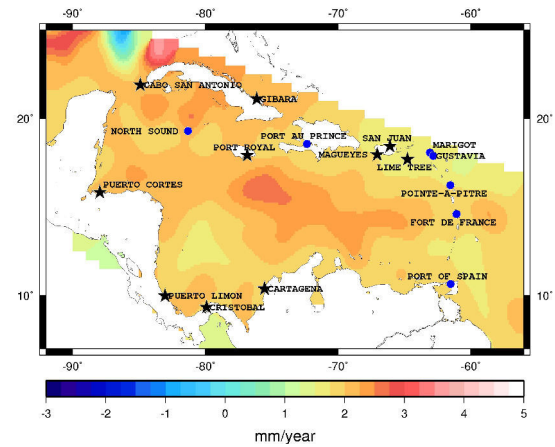 -90° -80° -70° -60°
CABO SAN ANTONIO
GIBARA
20° 20°
NORTH SOUND
PORT AU PRINCE
SAN JUAN
MARIGOT
PORT ROYAL
MAGUEYES
GUSTAVIA
LIME TREE
PUERTO CORTES
POINTE-A-PITRE
FORT DE FRANCE
PORT OF SPAIN
10° 10°
PUERTO LIMON
CARTAGENA
CRISTOBAL
-90° -80° -70° -60°
-3 -2 -1 0 1 2 3 4 5
mm/year